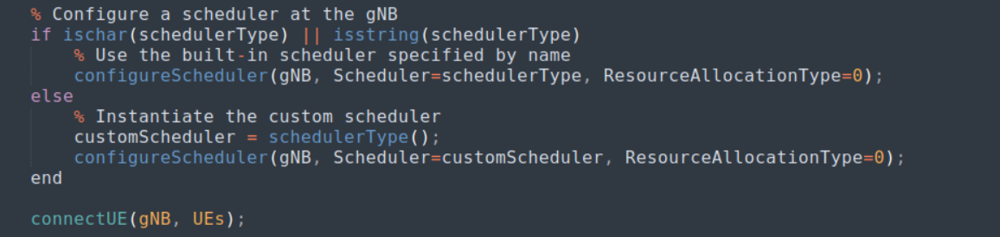 % Configure a scheduler at the gNB
if ischar(schedulerType) || isstring(schedulerType)
% Use the built-in scheduler specified by name
configureScheduler(gNB, Scheduler=schedulerType, ResourceAllocationType=0);
else
% Instantiate the custom scheduler
customScheduler = schedulerType();
configureScheduler(gNB, Scheduler=customScheduler, ResourceAllocationType=0);
end
connectUE(gNB, UEs);